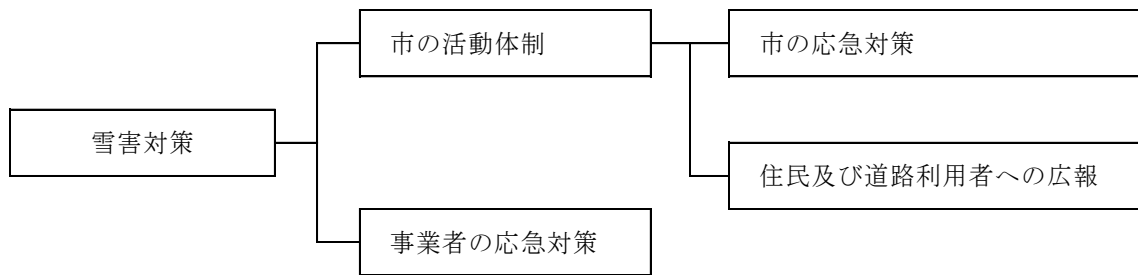 雪害対策
市の活動体制
市の応急対策
住民及び道路利用者への広報
事業者の応急対策